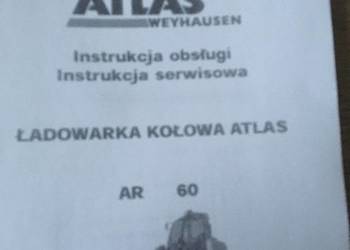 ATLAS
WEYHAUSEN
Instrukcja obsługi
Instrukcja serwisowa
ŁADOWARKA KOŁOWA ATLAS
AR 60